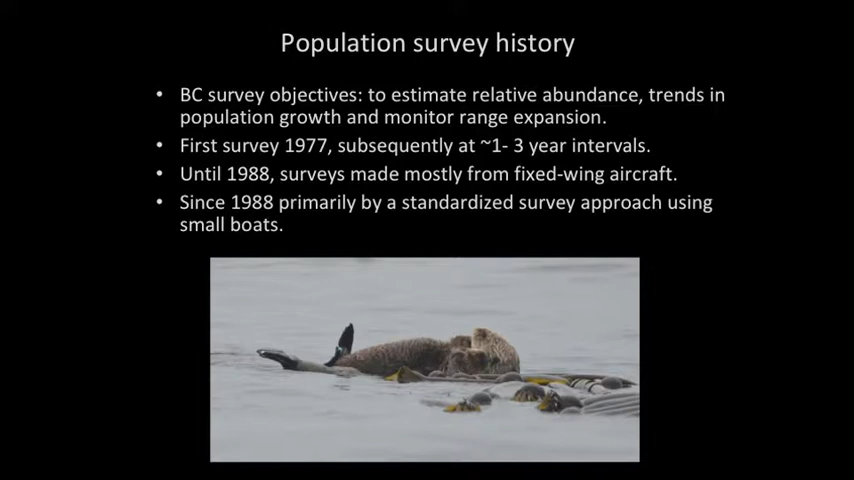 Population survey history
• BC survey objectives: to estimate relative abundance, trends in
population growth and monitor range expansion.
• First survey 1977, subsequently at ~1- 3 year intervals.
• Until 1988, surveys made mostly from fixed-wing aircraft.
• Since 1988 primarily by a standardized survey approach using
small boats.